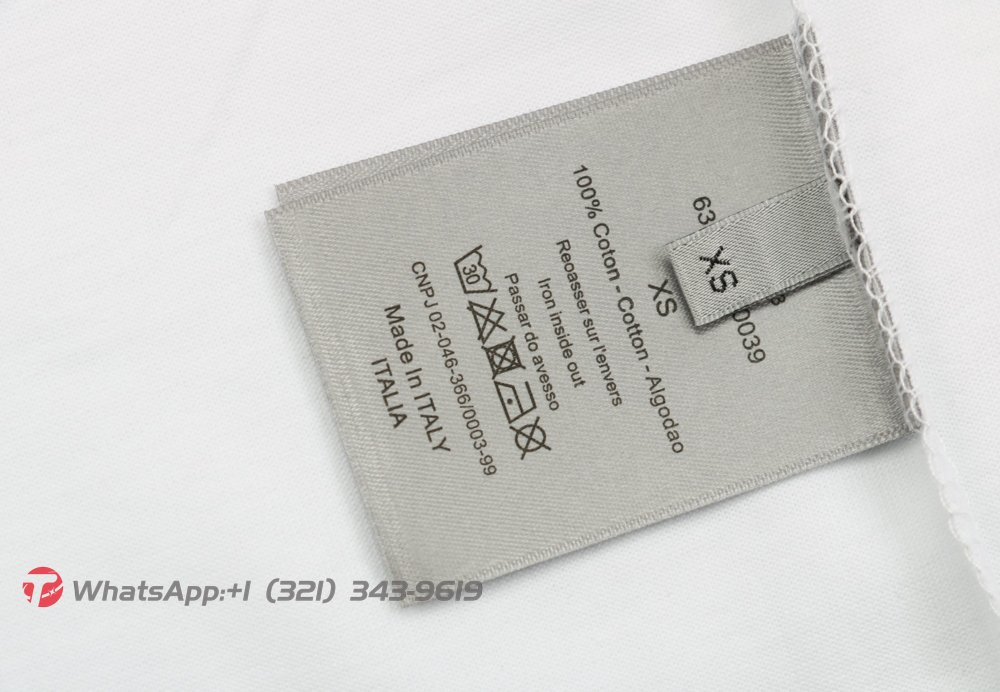 63
0039
XS
XS
100% Coton - Cotton - Algodao
Reoasser sur l'envers
Iron inside out
Passar do avesso
30
CNPJ 02-046-366/0003-99
Made In ITALY
ITALIA
WhatsApp:+1 (321) 343-9619